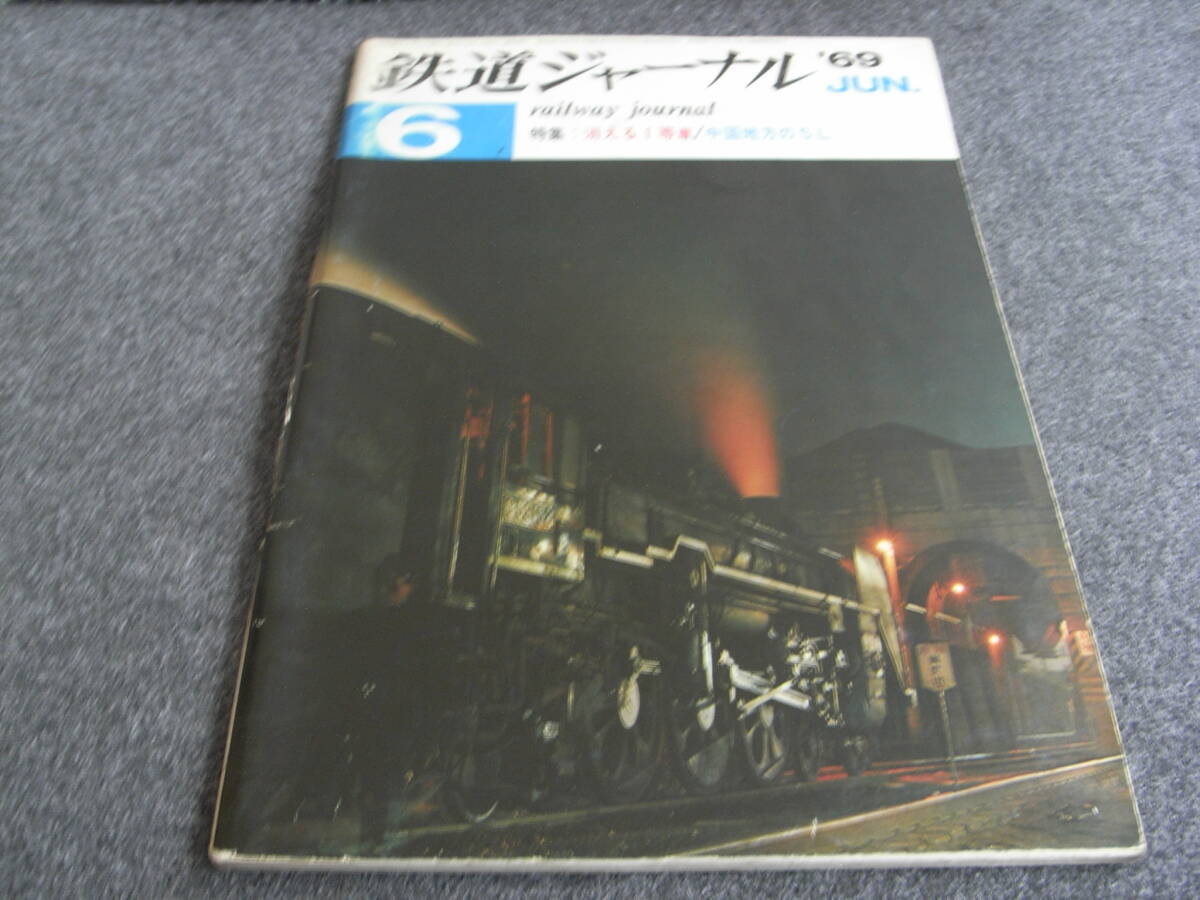 鉄道ジャーナル '69
JUN.
6
railway journal
特集:消える1等車/中国地方のSL